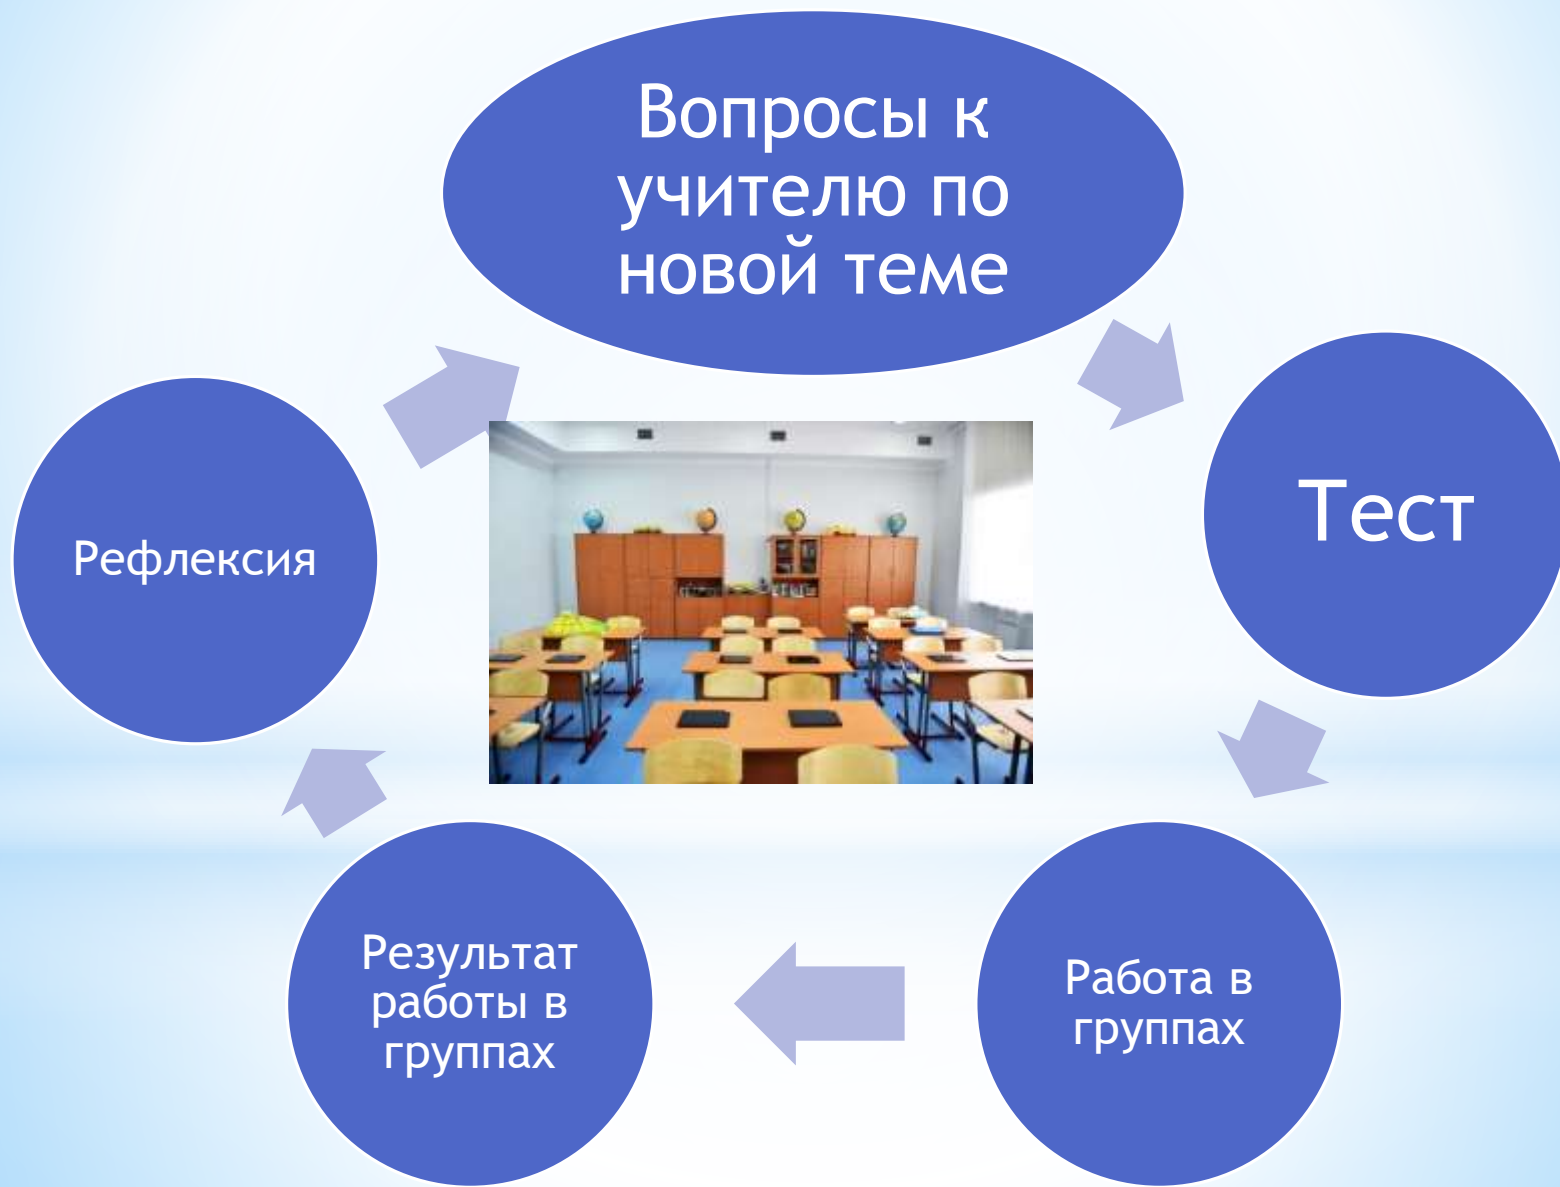 Вопросы к
учителю по
новой теме
Тест
Работа в
группах
Результат
работы в
группах
Рефлексия